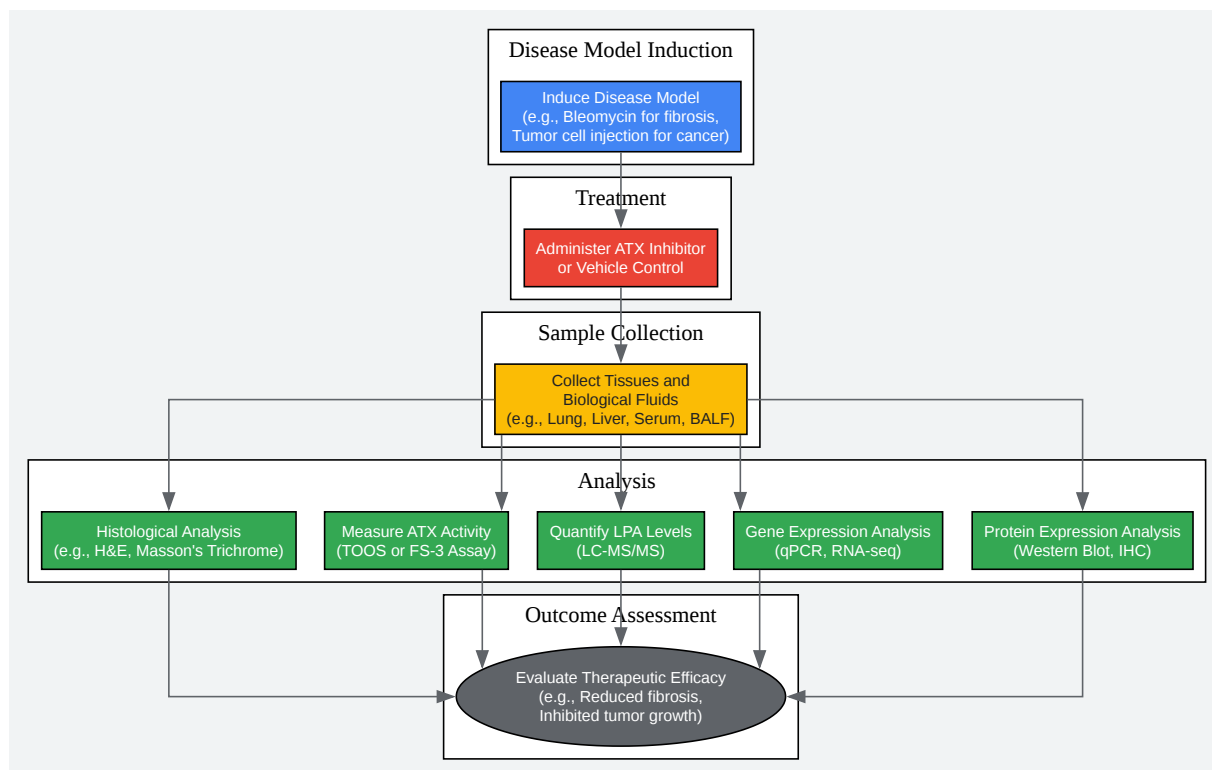 Disease Model Induction
Induce Disease Model
(e.g., Bleomycin for fibrosis,
Tumor cell injection for cancer)
Treatment
Administer ATX Inhibitor
or Vehicle Control
Sample Collection
Collect Tissues and
Biological Fluids
(e.g., Lung, Liver, Serum, BALF)
Analysis
Histological Analysis
(e.g., H&E, Masson's Trichrome)
Measure ATX Activity
(TOOS or FS-3 Assay)
Quantify LPA Levels
(LC-MS/MS)
Gene Expression Analysis
(qPCR, RNA-seq)
Protein Expression Analysis
(Western Blot, IHC)
Outcome Assessment
Evaluate Therapeutic Efficacy
(e.g., Reduced fibrosis,
Inhibited tumor growth)